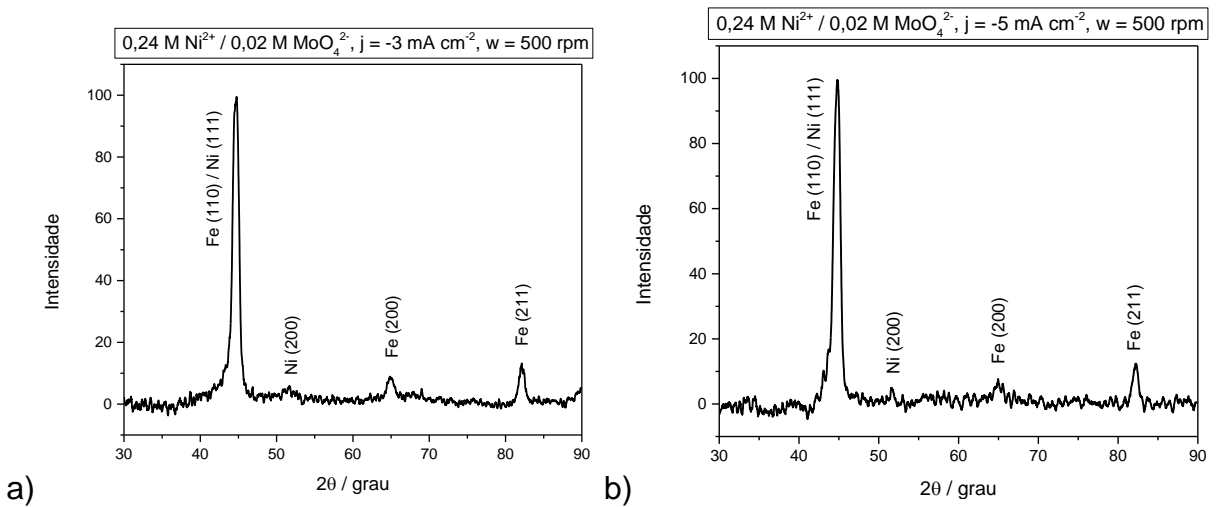 0,24 M Ni²⁺ / 0,02 M MoO₄²⁻, j = -3 mA cm⁻², w = 500 rpm
Intensidade
100
80
60
40
20
0
Fe (110) / Ni (111)
Ni (200)
Fe (200)
Fe (211)
30 40 50 60 70 80 90
2θ / grau
a)
0,24 M Ni²⁺ / 0,02 M MoO₄²⁻, j = -5 mA cm⁻², w = 500 rpm
Intensidade
100
80
60
40
20
0
Fe (110) / Ni (111)
Ni (200)
Fe (200)
Fe (211)
30 40 50 60 70 80 90
2θ / grau
b)